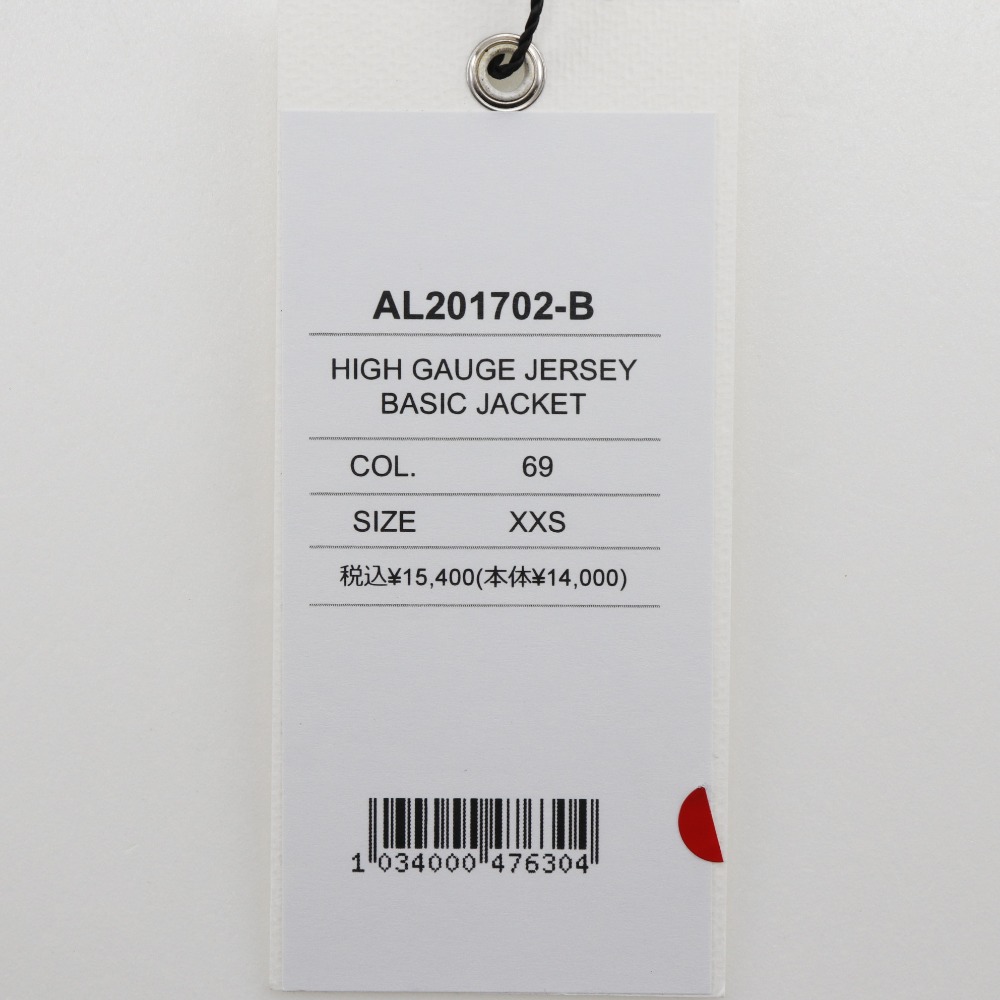 AL201702-B
HIGH GAUGE JERSEY
BASIC JACKET
COL. 69
SIZE XXS
税込¥15,400(本体¥14,000)
1 034000 476304